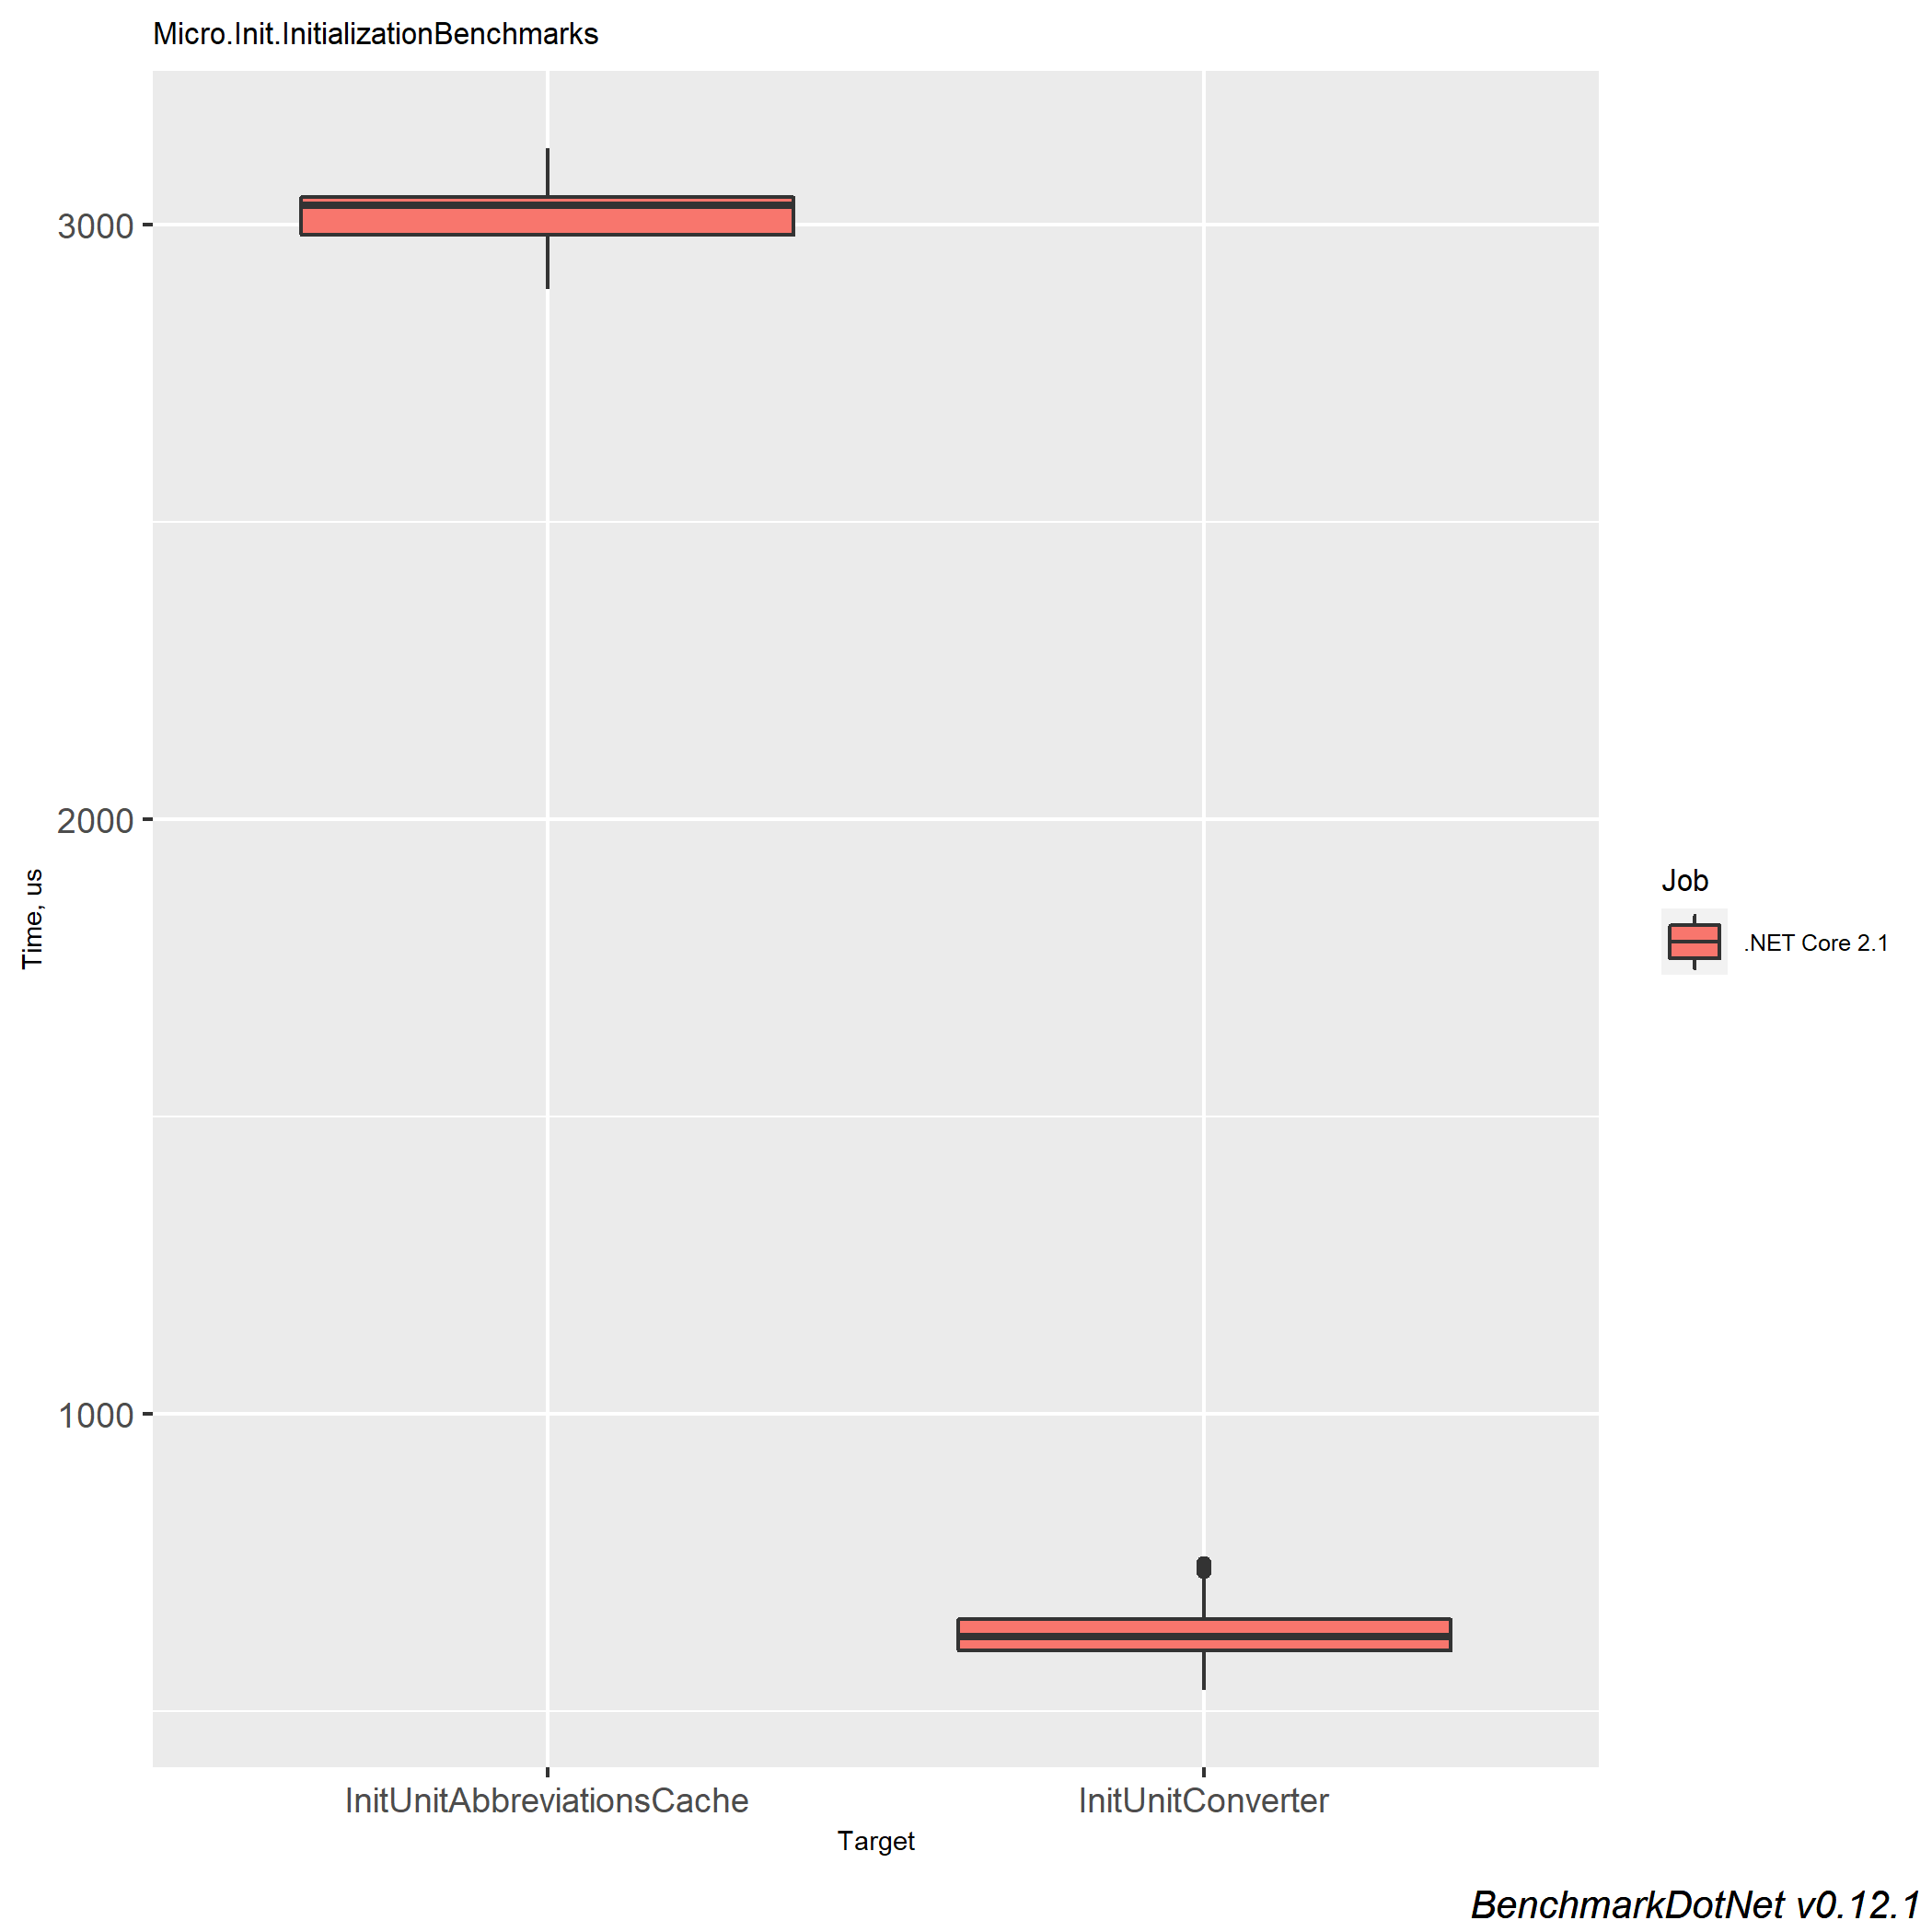 Micro.Init.InitializationBenchmarks
3000
2000
1000
Time, us
InitUnitAbbreviationsCache
InitUnitConverter
Target
Job
.NET Core 2.1
BenchmarkDotNet v0.12.1